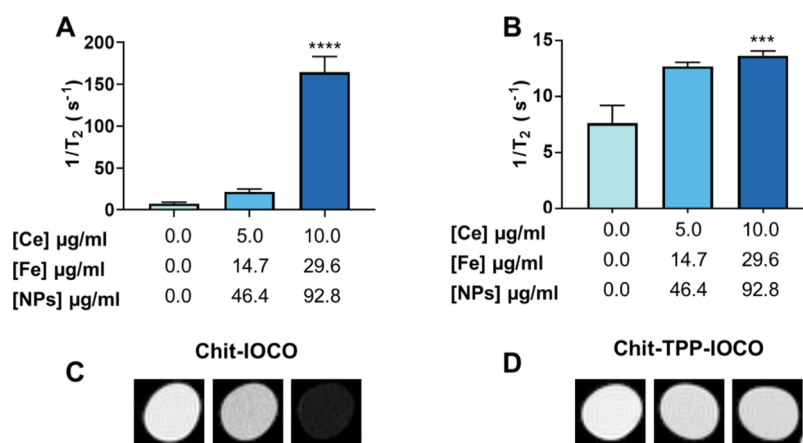 A
200
150
100
50
0
1/T2 ( s-1)
****
[Ce] µg/ml 0.0 5.0 10.0
[Fe] µg/ml 0.0 14.7 29.6
[NPs] µg/ml 0.0 46.4 92.8
B
15
10
5
0
1/T2 ( s-1)
***
[Ce] µg/ml 0.0 5.0 10.0
[Fe] µg/ml 0.0 14.7 29.6
[NPs] µg/ml 0.0 46.4 92.8
C
Chit-IOCO
D
Chit-TPP-IOCO